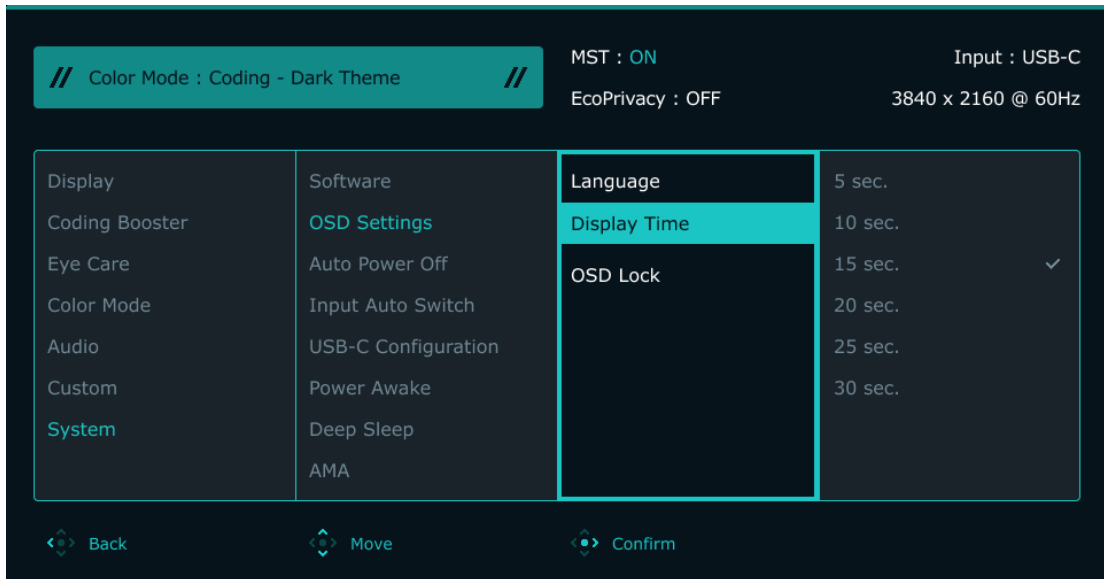 // Color Mode : Coding - Dark Theme //
MST : ON
Input : USB-C
EcoPrivacy : OFF
3840 x 2160 @ 60Hz
Display
Coding Booster
Eye Care
Color Mode
Audio
Custom
System
Software
OSD Settings
Auto Power Off
Input Auto Switch
USB-C Configuration
Power Awake
Deep Sleep
AMA
Language
Display Time
OSD Lock
5 sec.
10 sec.
15 sec.
20 sec.
25 sec.
30 sec.
Back
Move
Confirm